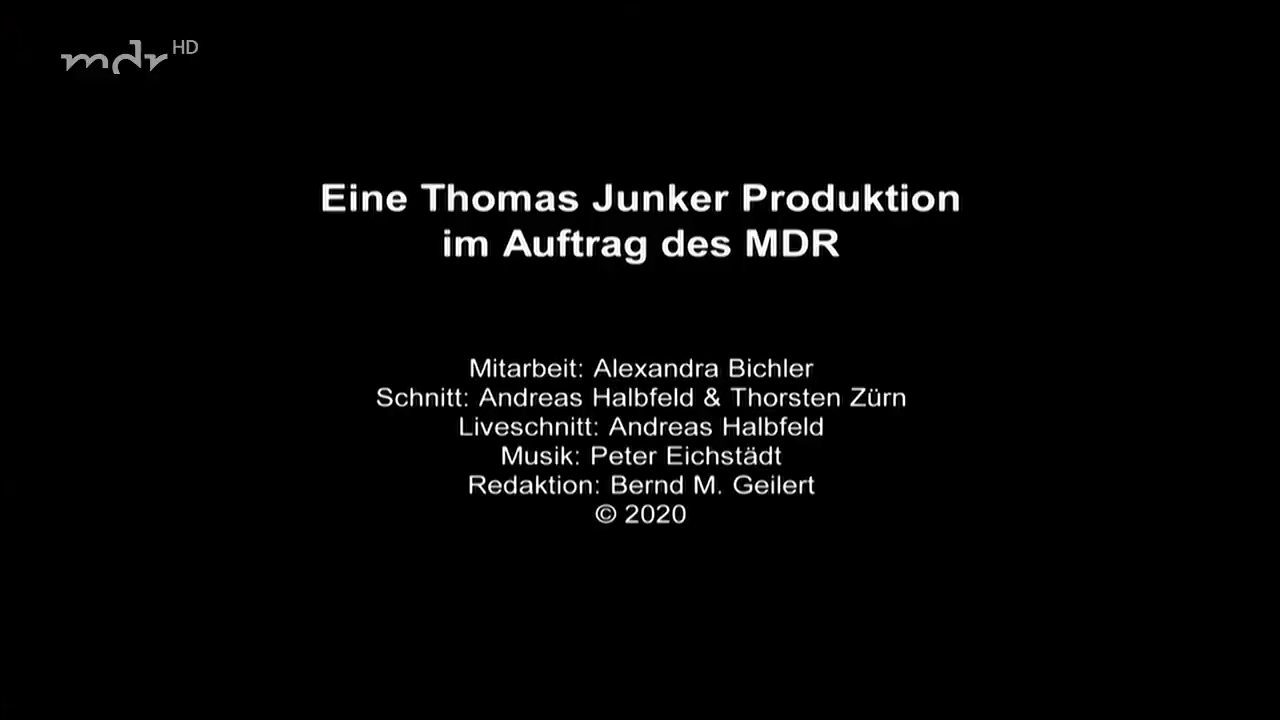 mdr HD
Eine Thomas Junker Produktion
im Auftrag des MDR
Mitarbeit: Alexandra Bichler
Schnitt: Andreas Halbfeld & Thorsten Zürn
Liveschnitt: Andreas Halbfeld
Musik: Peter Eichstädt
Redaktion: Bernd M. Geilert
© 2020